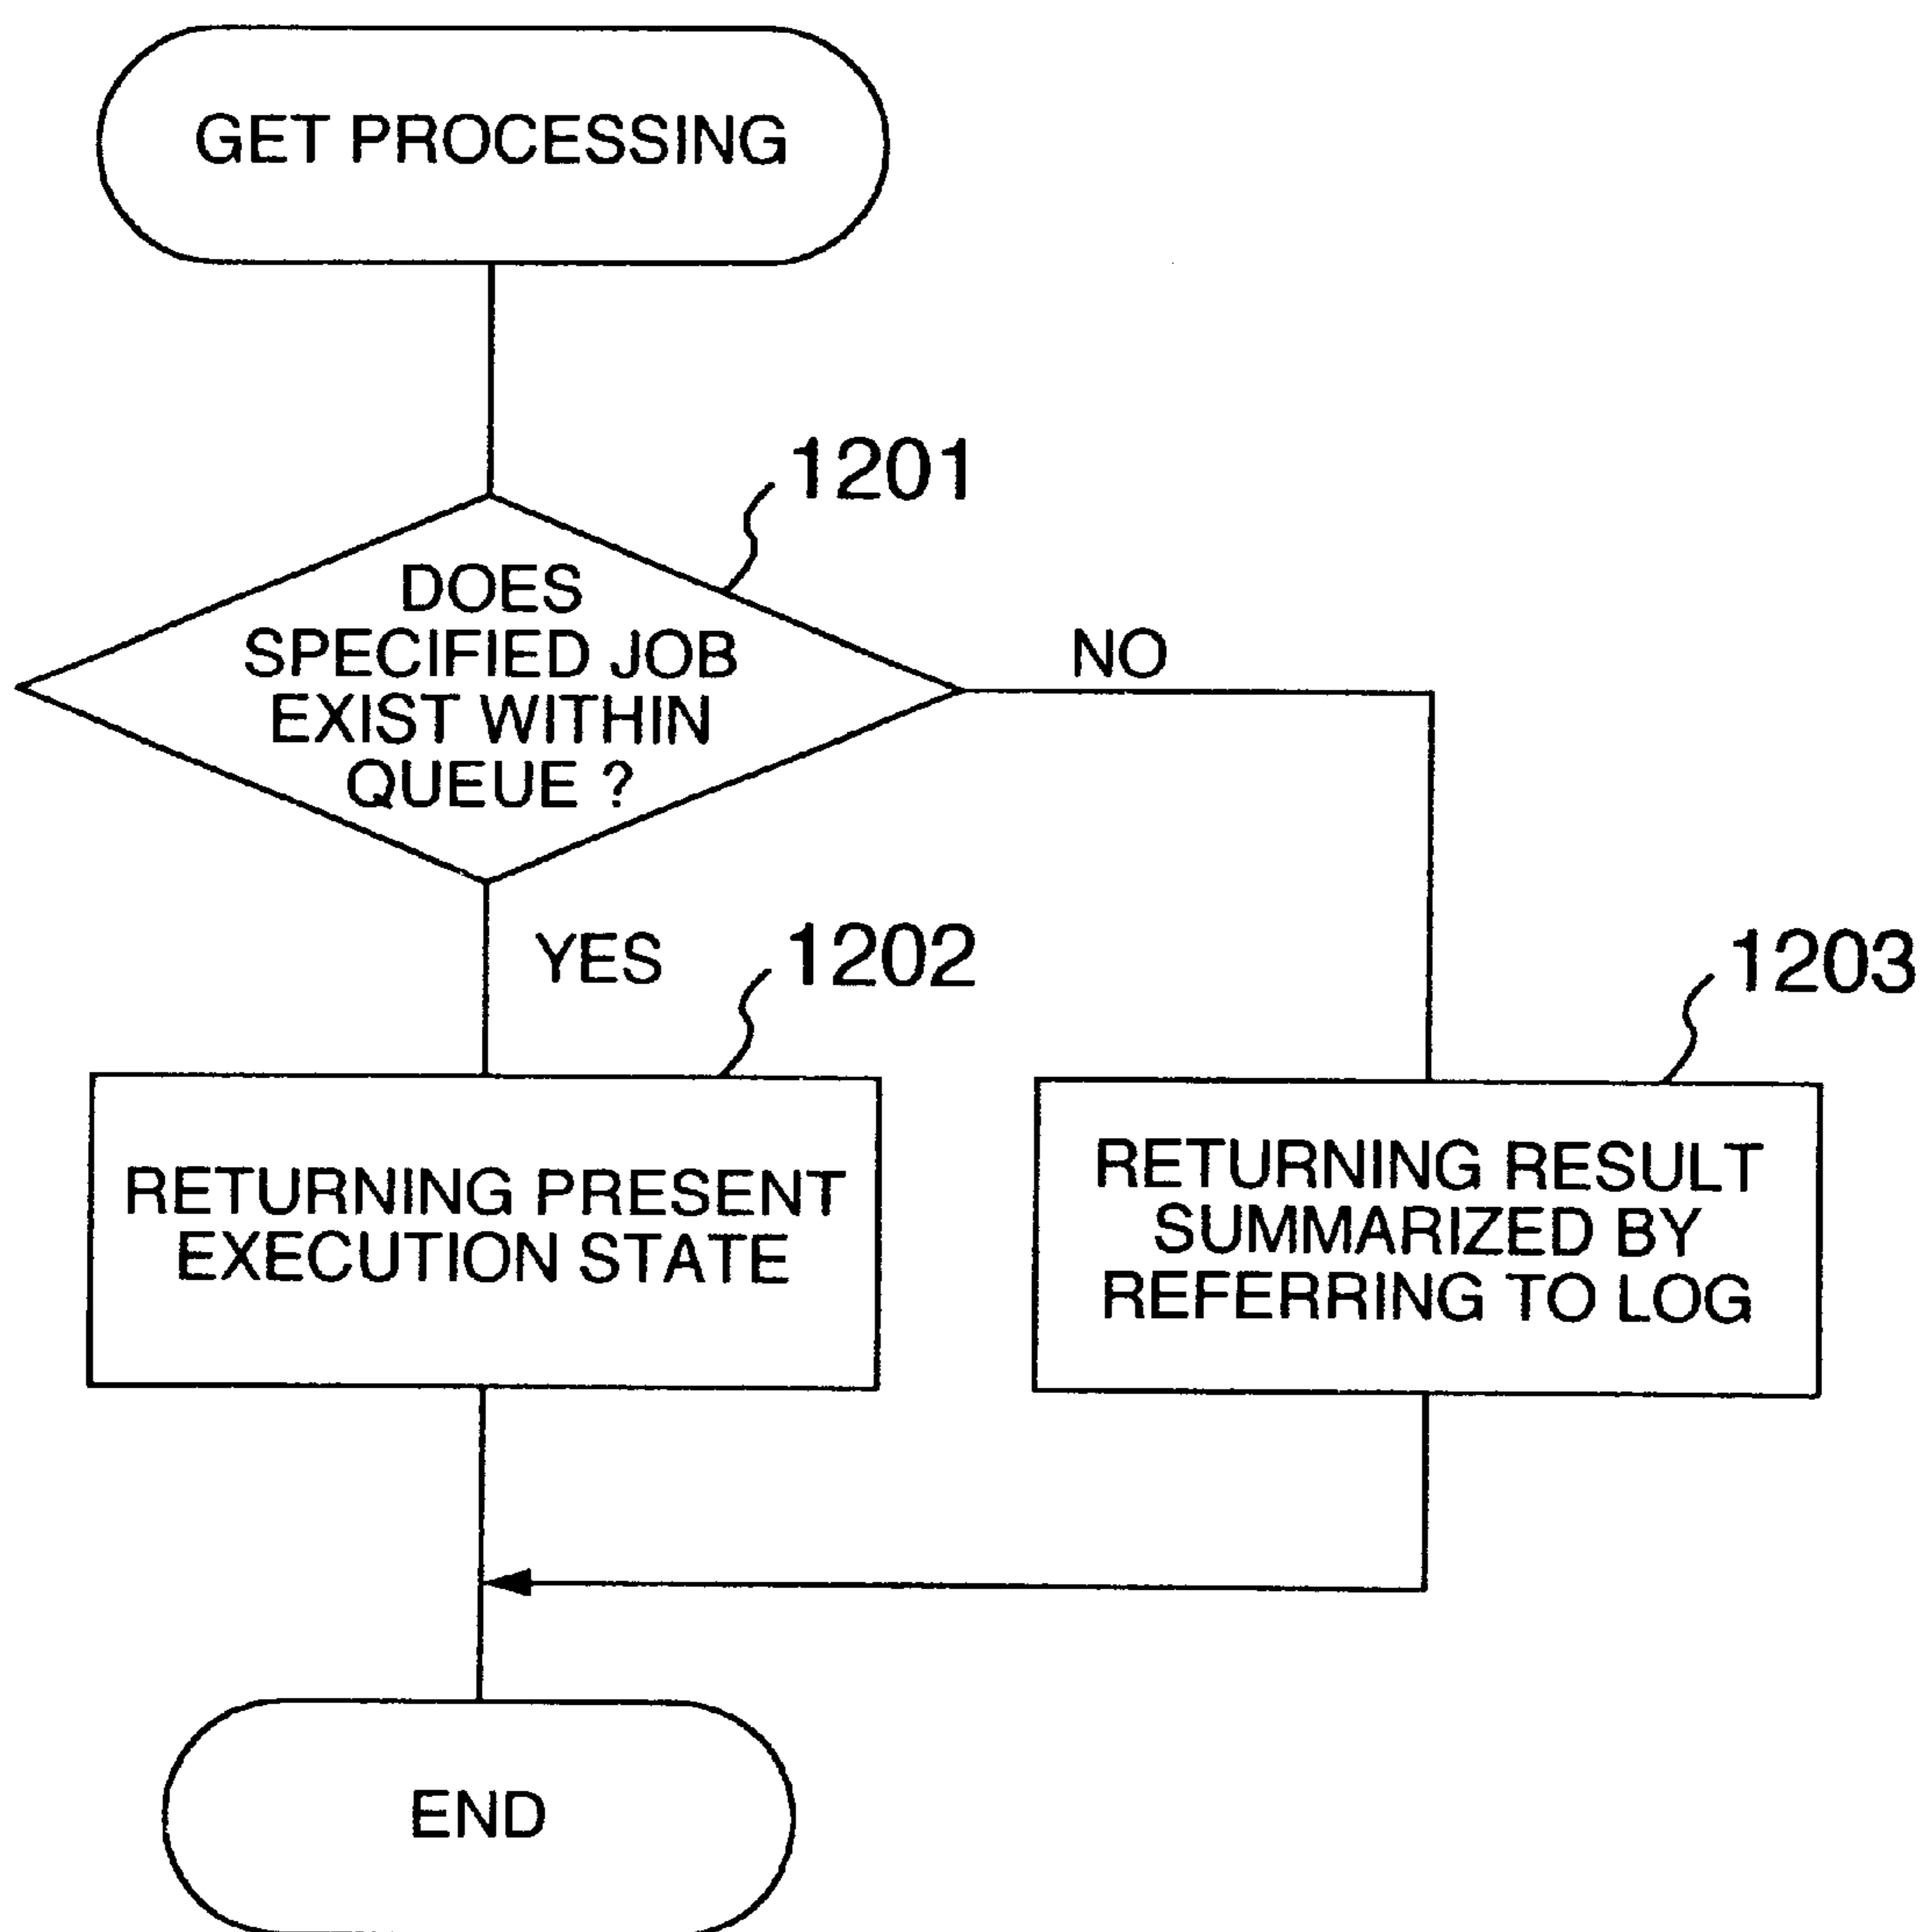 GET PROCESSING
1201
DOES
SPECIFIED JOB
EXIST WITHIN
QUEUE ?
NO
YES
1202
1203
RETURNING PRESENT
EXECUTION STATE
RETURNING RESULT
SUMMARIZED BY
REFERRING TO LOG
END